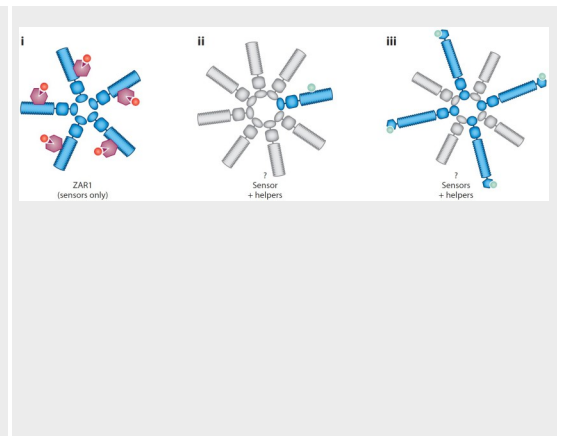 i
ii
iii
ZAR1
(sensors only)
?
Sensor
+ helpers
?
Sensors
+ helpers